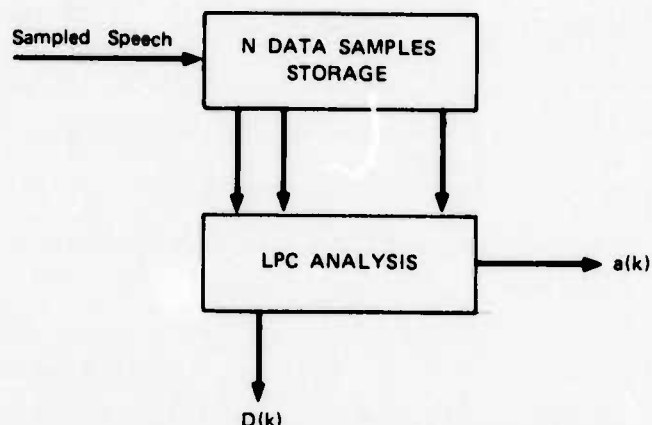 Sampled Speech
N DATA SAMPLES
STORAGE
LPC ANALYSIS
a(k)
D(k)